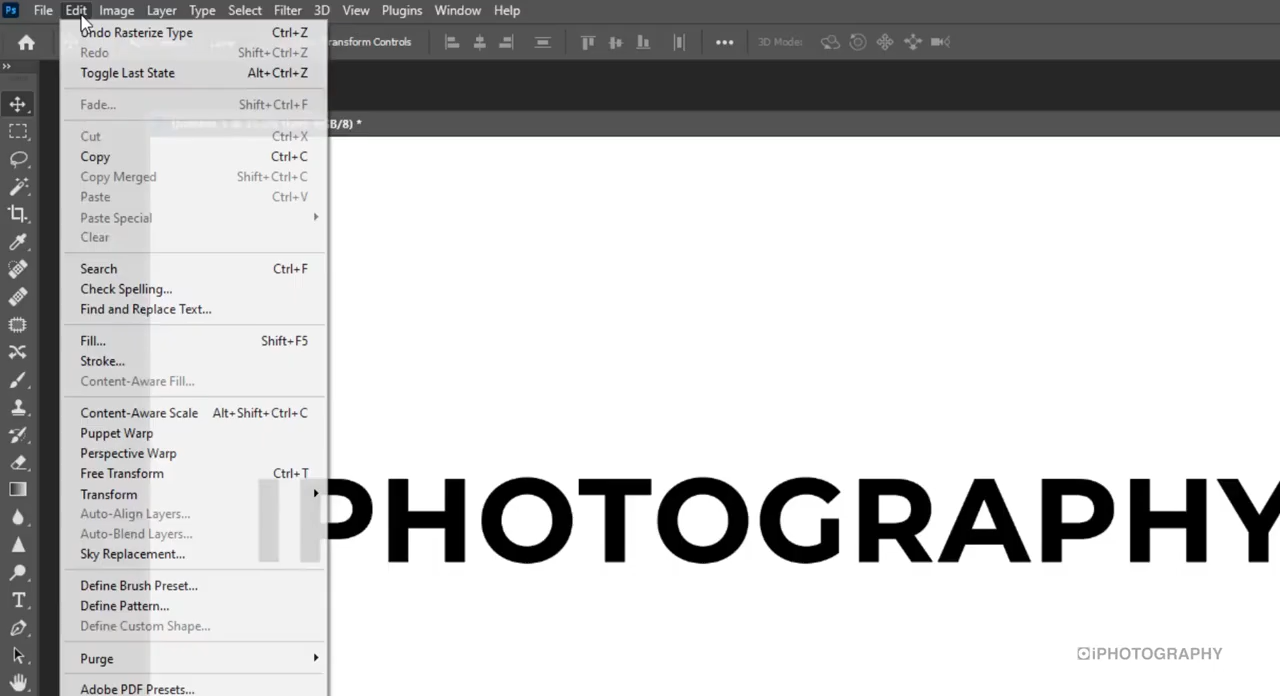 Ps File Edit Image Layer Type Select Filter 3D View Plugins Window Help
Transform Controls 3D Mode:
Undo Rasterize Type Ctrl+Z
Redo Shift+Ctrl+Z
Toggle Last State Alt+Ctrl+Z
Fade... Shift+Ctrl+F
B/8) *
Cut Ctrl+X
Copy Ctrl+C
Copy Merged Shift+Ctrl+C
Paste Ctrl+V
Paste Special
Clear
Search Ctrl+F
Check Spelling...
Find and Replace Text...
Fill... Shift+F5
Stroke...
Content-Aware Fill...
Content-Aware Scale Alt+Shift+Ctrl+C
Puppet Warp
Perspective Warp
Free Transform Ctrl+T
Transform
Auto-Align Layers...
Auto-Blend Layers...
Sky Replacement...
Define Brush Preset...
Define Pattern...
Define Custom Shape...
Purge
Adobe PDF Presets...
IPHOTOGRAPHY
iPHOTOGRAPHY